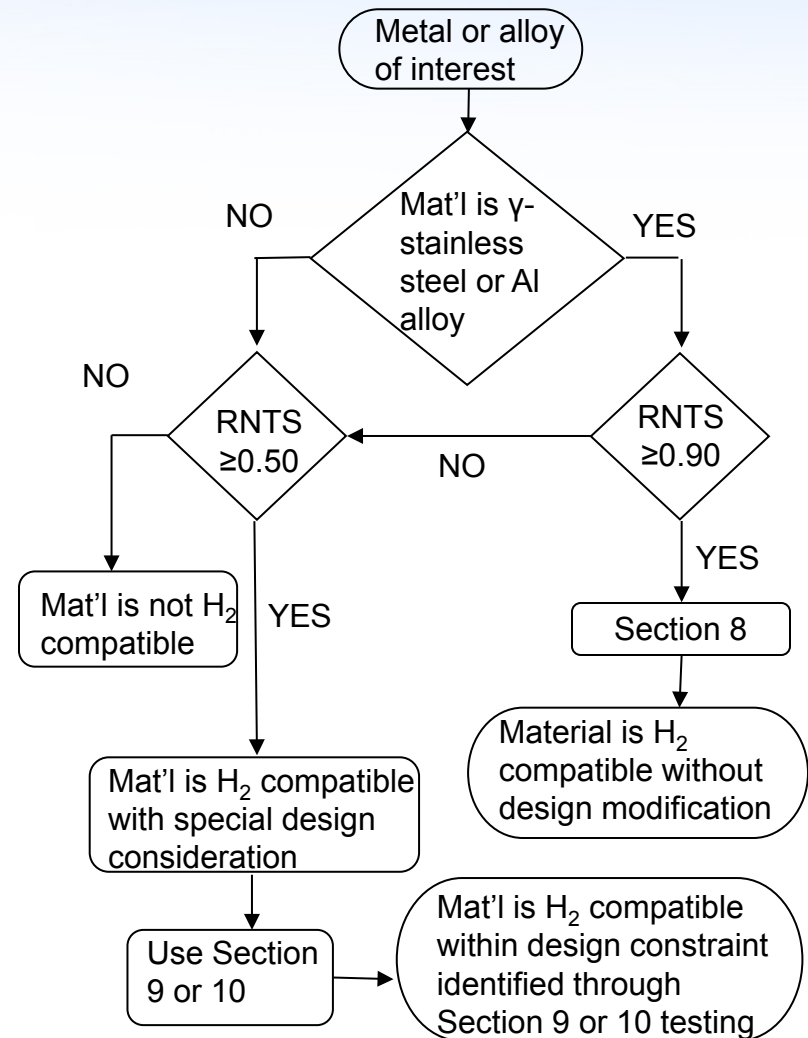 Metal or alloy
of interest
NO
Mat'l is γ-
stainless
steel or Al
alloy
YES
NO
RNTS
≥0.50
NO
RNTS
≥0.90
YES
Mat'l is not H₂
compatible
YES
Section 8
Material is H₂
compatible without
design modification
Mat'l is H₂ compatible
with special design
consideration
Use Section
9 or 10
Mat'l is H₂ compatible
within design constraint
identified through
Section 9 or 10 testing